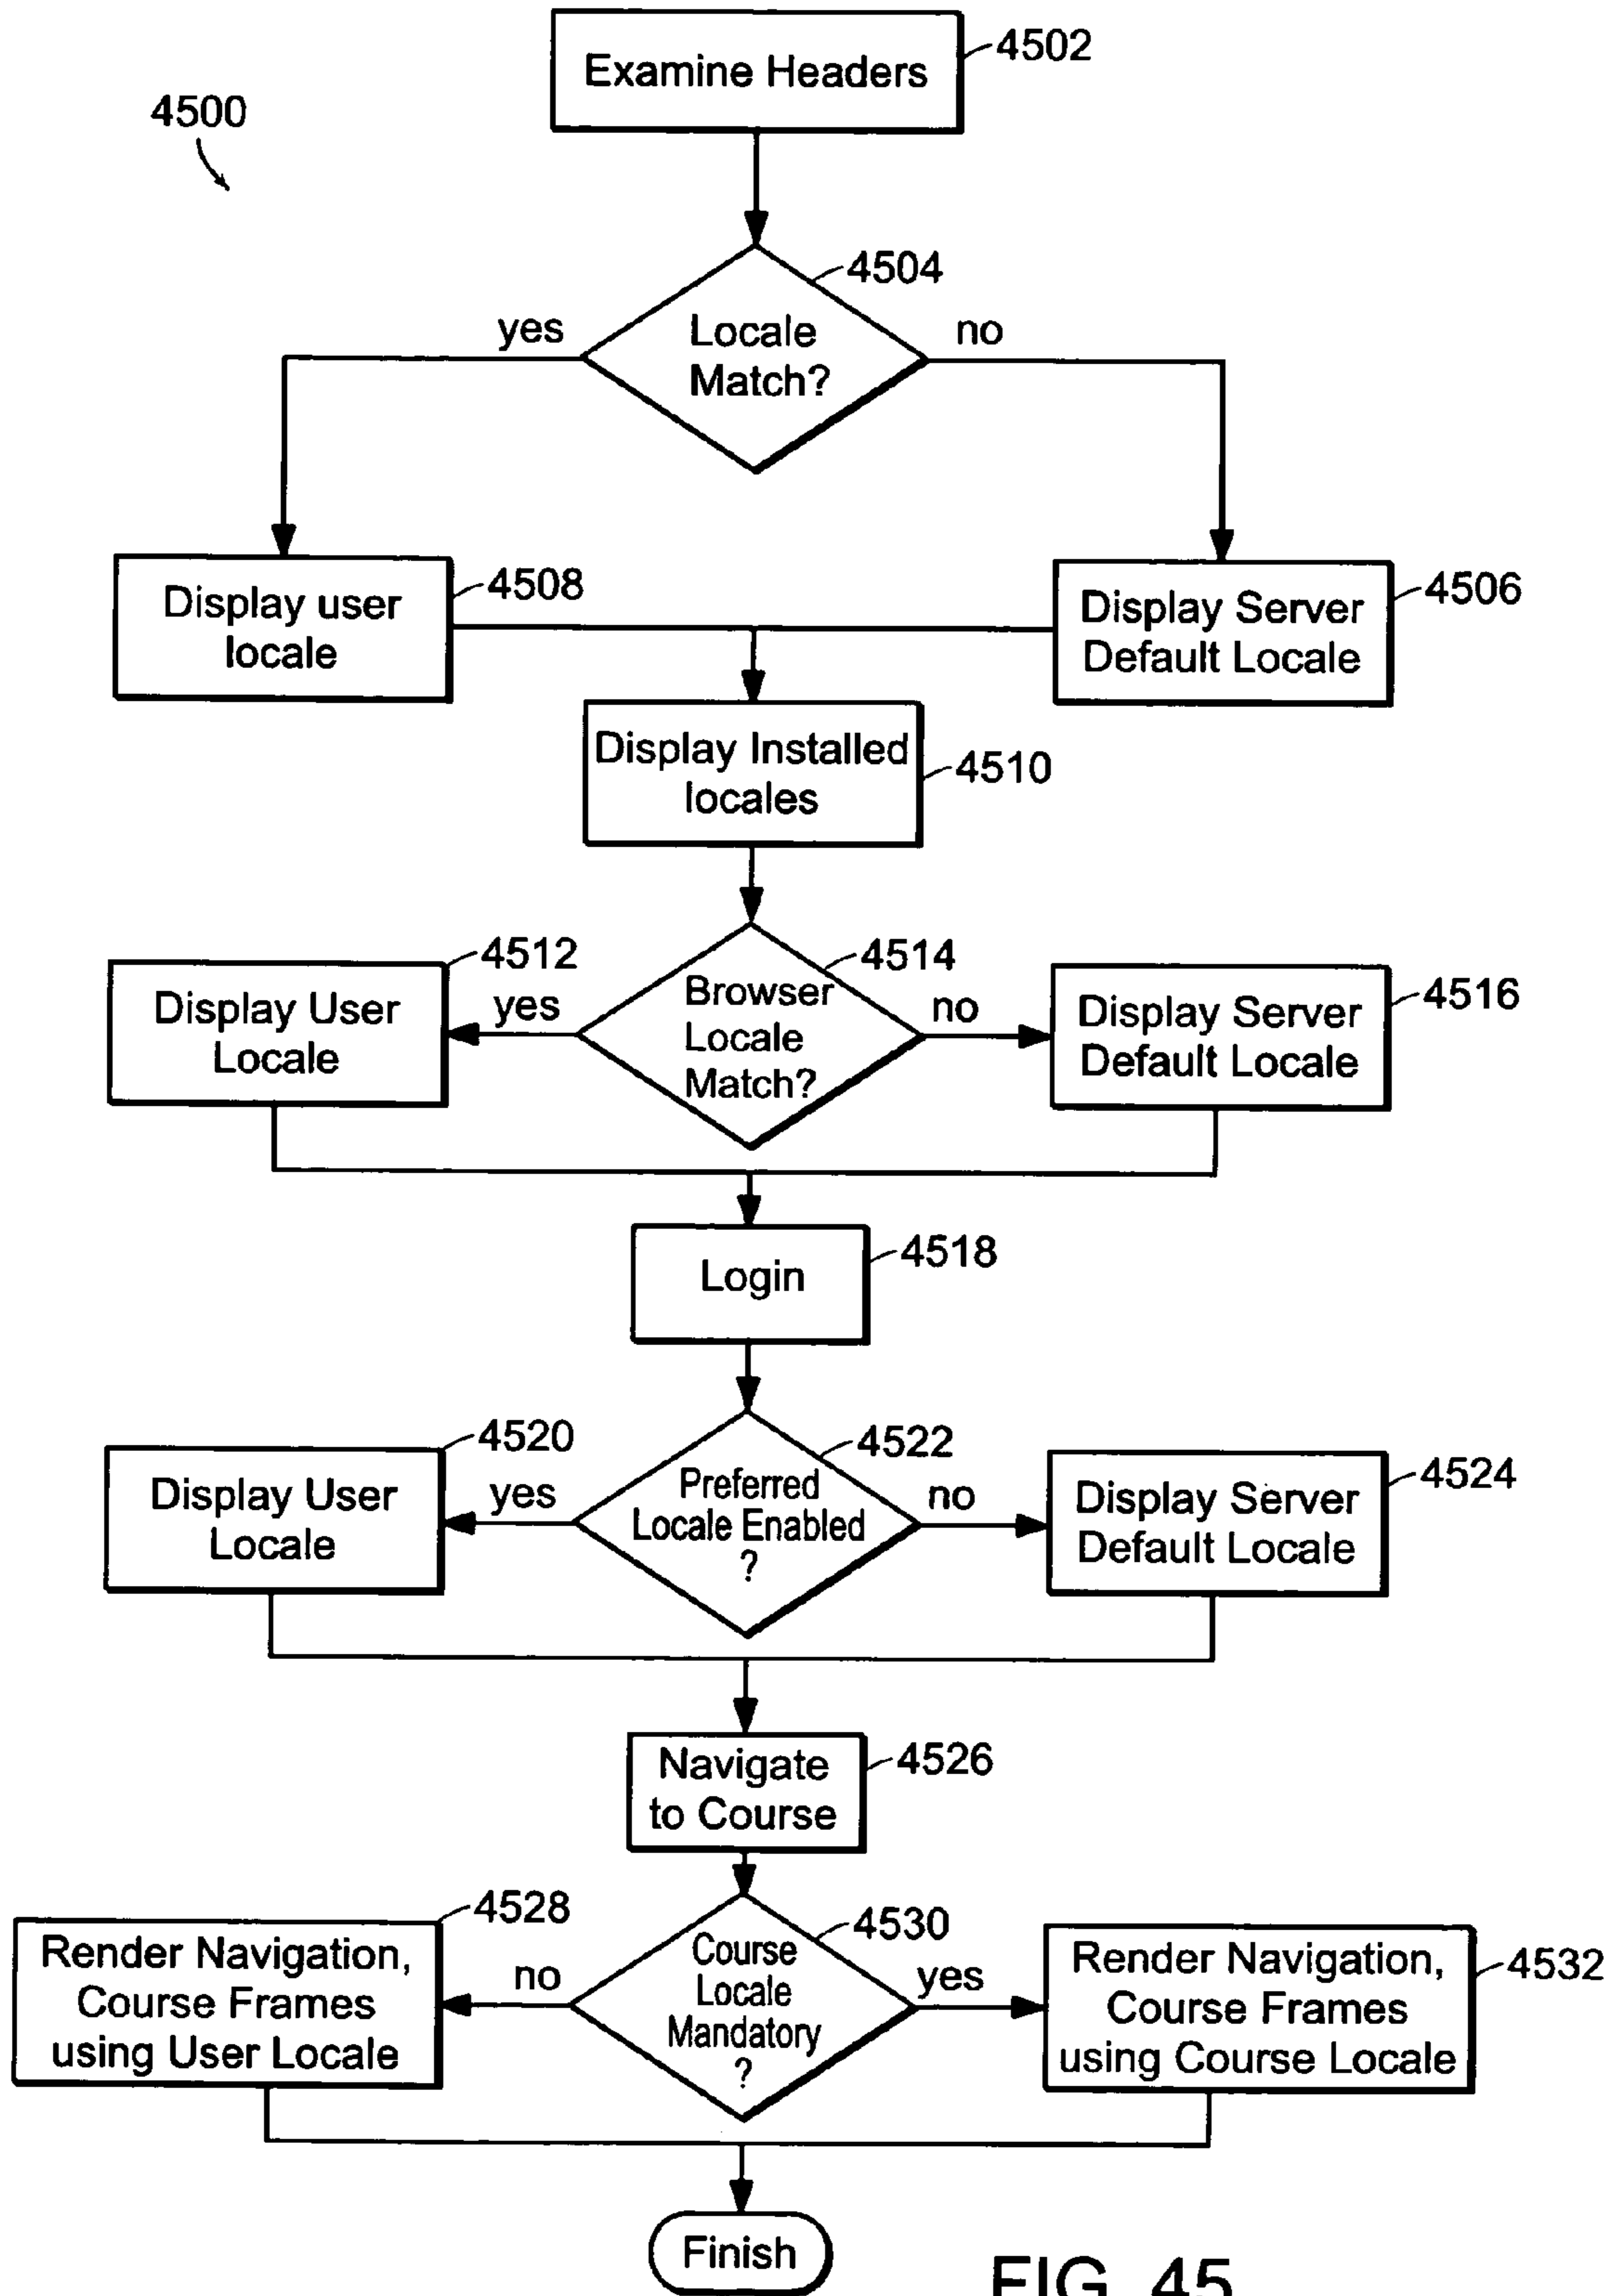 Examine Headers
4502
4500
4504
Locale
Match?
yes
no
Display user
locale
4508
Display Server
Default Locale
4506
Display Installed
locales
4510
Display User
Locale
4512
yes
Browser
Locale
Match?
4514
no
Display Server
Default Locale
4516
Login
4518
Display User
Locale
4520
yes
Preferred
Locale Enabled
?
4522
no
Display Server
Default Locale
4524
Navigate
to Course
4526
Render Navigation,
Course Frames
using User Locale
4528
no
Course
Locale
Mandatory
?
4530
yes
Render Navigation,
Course Frames
using Course Locale
4532
Finish
FIG. 45